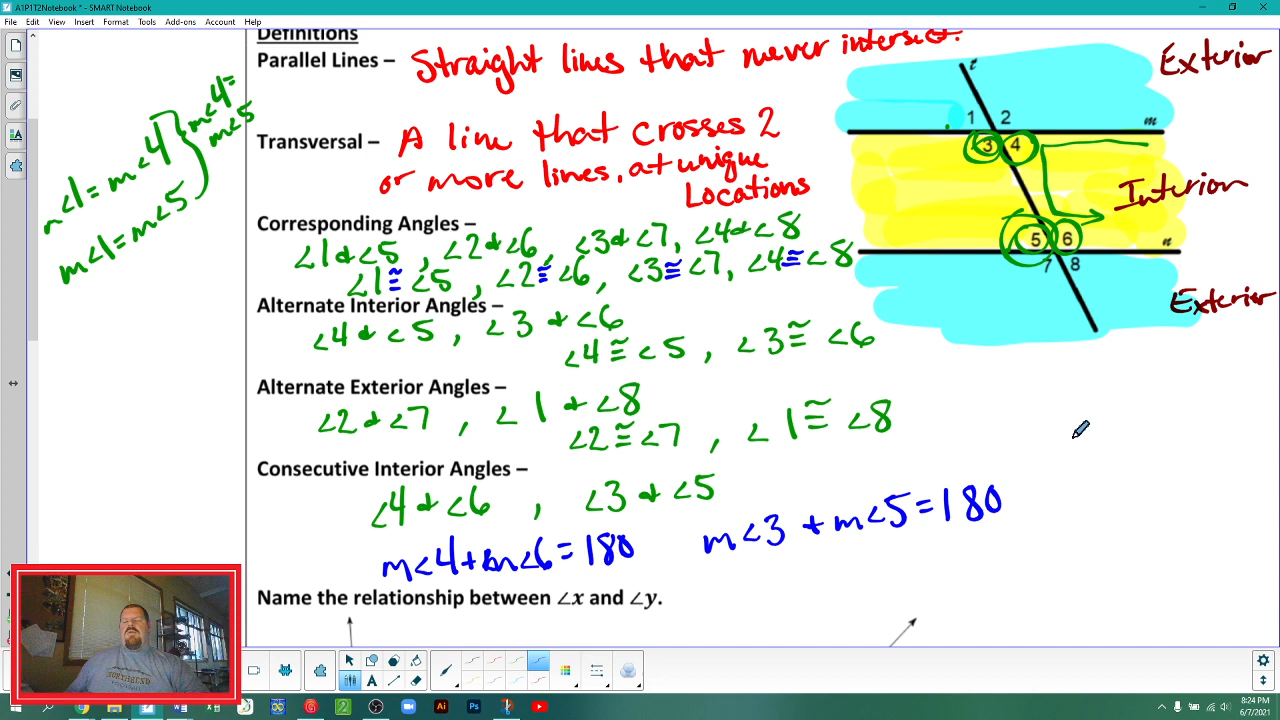 A1P1T2Notebook * - SMART Notebook
File Edit View Insert Format Tools Add-ons Account Help
Definitions
Parallel Lines – Straight lines that never intersect.
Transversal – A line that crosses 2
or more lines, at unique
Locations
Corresponding Angles –
∠1 & ∠5 , ∠2 & ∠6, ∠3 & ∠7, ∠4 & ∠8
∠1 ≅ ∠5 , ∠2 ≅ ∠6, ∠3 ≅ ∠7, ∠4 ≅ ∠8
Alternate Interior Angles –
∠4 & ∠5 , ∠3 & ∠6
∠4 ≅ ∠5 , ∠3 ≅ ∠6
Alternate Exterior Angles –
∠2 & ∠7 , ∠1 & ∠8
∠2 ≅ ∠7 , ∠1 ≅ ∠8
Consecutive Interior Angles –
∠4 & ∠6 , ∠3 & ∠5
m∠4 + m∠6 = 180 m∠3 + m∠5 = 180
Name the relationship between ∠x and ∠y.
m∠1 = m∠4
m∠1 = m∠5
m∠4 =
m∠5
Exterior
t
1 2 m
3 4
Interior
5 6 n
7 8
Exterior
NORTH BEND
8:24 PM
6/7/2021